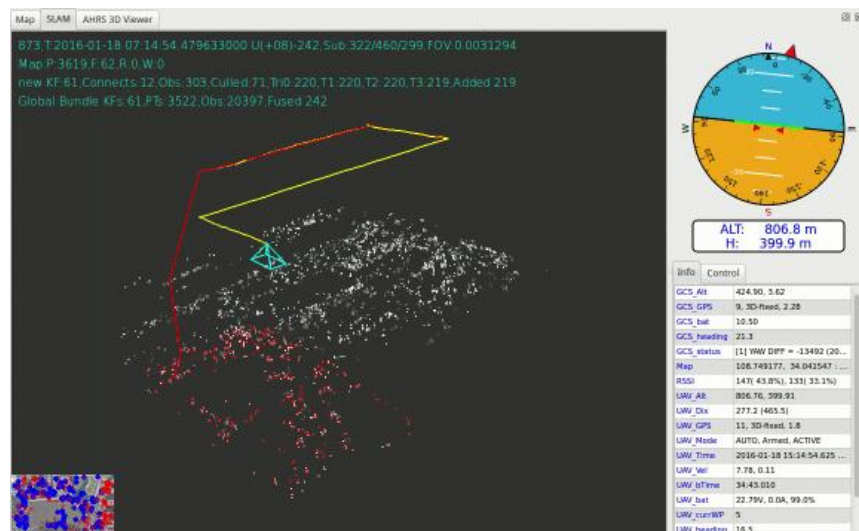 Map SLAM AHRS 3D Viewer
873,T:2016-01-18 07:14:54.479633000 U(+08)-242,Sub:322/460/299,FOV:0.0031294
Map P:3619,F:62,R:0,W:0
new KF:61,Connects:12,Obs:303,Culled:71,Tri0:220,T1:220,T2:220,T3:219,Added 219
Global Bundle KFs:61,PTs:3522,Obs:20397,Fused:242
N
W
E
S
ALT: 806.8 m
H: 399.9 m
Info Control
GCS_Alt 424.90, 3.62
GCS_GPS 9, 3D-fixed, 2.28
GCS_bat 10.50
GCS_heading 21.3
GCS_status [1] YAW DIFF = -13492 (20...
Map 108.749177, 34.041547 : ...
RSSI 147( 43.8%), 133( 33.1%)
UAV_Alt 806.76, 399.91
UAV_Dis 277.2 (465.5)
UAV_GPS 11, 3D-fixed, 1.8
UAV_Mode AUTO, Armed, ACTIVE
UAV_Time 2016-01-18 15:14:54.625 ...
UAV_Vel 7.78, 0.11
UAV_bTime 34:43.010
UAV_bat 22.79V, 0.0A, 99.0%
UAV_currWP 5
UAV_heading 16.5